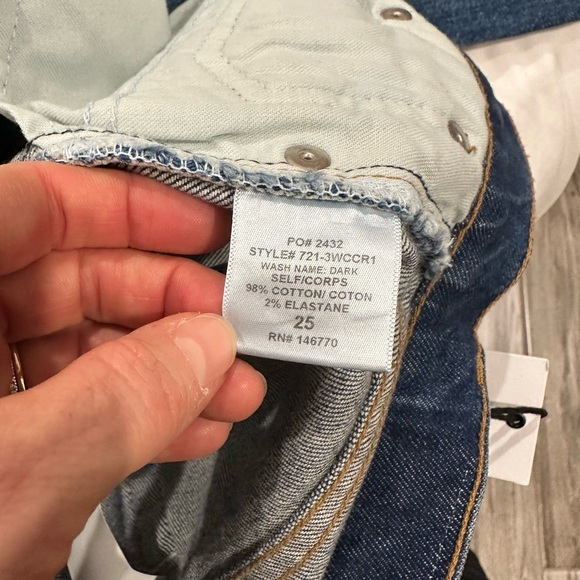 PO# 2432
STYLE# 721-3WCCR1
WASH NAME: DARK
SELF/CORPS
98% COTTON/ COTON
2% ELASTANE
25
RN# 146770